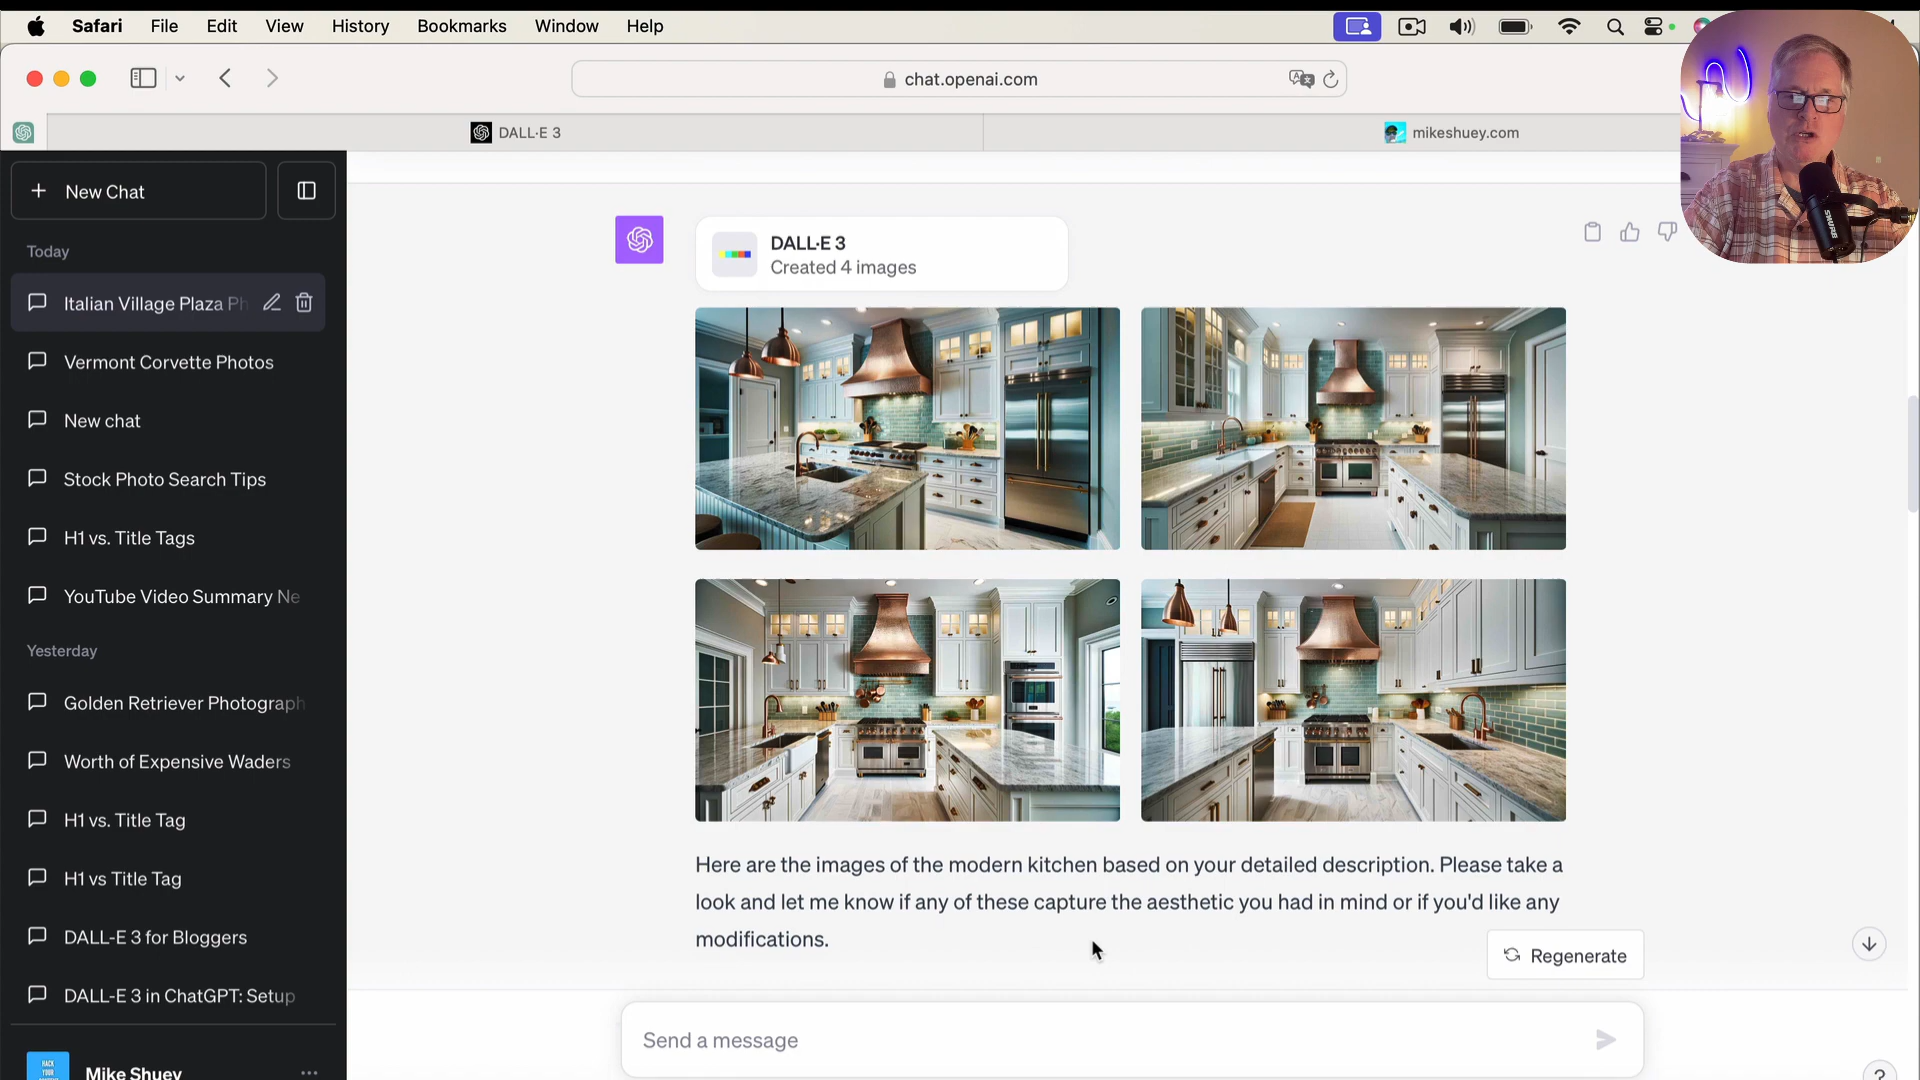 Safari File Edit View History Bookmarks Window Help
chat.openai.com
DALL·E 3
mikeshuey.com
New Chat
Today
Italian Village Plaza Ph
Vermont Corvette Photos
New chat
Stock Photo Search Tips
H1 vs. Title Tags
YouTube Video Summary Ne
Yesterday
Golden Retriever Photograph
Worth of Expensive Waders
H1 vs. Title Tag
H1 vs Title Tag
DALL-E 3 for Bloggers
DALL-E 3 in ChatGPT: Setup
HACK
YOUR
Mike Shuey
DALL·E 3
Created 4 images
Here are the images of the modern kitchen based on your detailed description. Please take a
look and let me know if any of these capture the aesthetic you had in mind or if you'd like any
modifications.
Regenerate
Send a message
?
SHURE